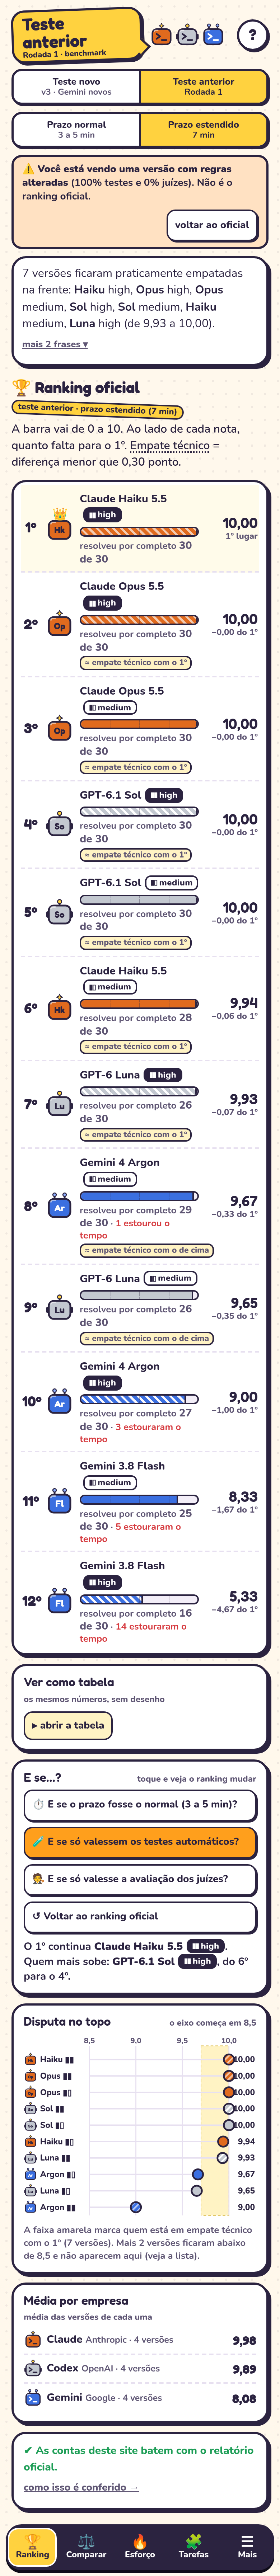 Teste
anterior
Rodada 1 · benchmark
?
Teste novo
v3 · Gemini novos
Teste anterior
Rodada 1
Prazo normal
3 a 5 min
Prazo estendido
7 min
⚠️ Você está vendo uma versão com regras
alteradas (100% testes e 0% juízes). Não é o
ranking oficial.
voltar ao oficial
7 versões ficaram praticamente empatadas
na frente: Haiku high, Opus high, Opus
medium, Sol high, Sol medium, Haiku
medium, Luna high (de 9,93 a 10,00).
mais 2 frases ▾
🏆 Ranking oficial
teste anterior · prazo estendido (7 min)
A barra vai de 0 a 10. Ao lado de cada nota,
quanto falta para o 1º. Empate técnico =
diferença menor que 0,30 ponto.
1º
Hk
Claude Haiku 5.5
high
resolveu por completo 30
de 30
10,00
1º lugar
2º
Op
Claude Opus 5.5
high
resolveu por completo 30
de 30
≈ empate técnico com o 1º
10,00
−0,00 do 1º
3º
Op
Claude Opus 5.5
medium
resolveu por completo 30
de 30
≈ empate técnico com o 1º
10,00
−0,00 do 1º
4º
So
GPT-6.1 Sol high
resolveu por completo 30
de 30
≈ empate técnico com o 1º
10,00
−0,00 do 1º
5º
So
GPT-6.1 Sol medium
resolveu por completo 30
de 30
≈ empate técnico com o 1º
10,00
−0,00 do 1º
6º
Hk
Claude Haiku 5.5
medium
resolveu por completo 28
de 30
≈ empate técnico com o 1º
9,94
−0,06 do 1º
7º
Lu
GPT-6 Luna high
resolveu por completo 26
de 30
≈ empate técnico com o 1º
9,93
−0,07 do 1º
8º
Ar
Gemini 4 Argon
medium
resolveu por completo 29
de 30 · 1 estourou o
tempo
≈ empate técnico com o de cima
9,67
−0,33 do 1º
9º
Lu
GPT-6 Luna medium
resolveu por completo 26
de 30
≈ empate técnico com o de cima
9,65
−0,35 do 1º
10º
Ar
Gemini 4 Argon
high
resolveu por completo 27
de 30 · 3 estouraram o
tempo
9,00
−1,00 do 1º
11º
Fl
Gemini 3.8 Flash
medium
resolveu por completo 25
de 30 · 5 estouraram o
tempo
8,33
−1,67 do 1º
12º
Fl
Gemini 3.8 Flash
high
resolveu por completo 16
de 30 · 14 estouraram o
tempo
5,33
−4,67 do 1º
Ver como tabela
os mesmos números, sem desenho
▸ abrir a tabela
E se...?
toque e veja o ranking mudar
⏱️ E se o prazo fosse o normal (3 a 5 min)?
🧪 E se só valessem os testes automáticos?
🧑‍⚖️ E se só valesse a avaliação dos juízes?
↺ Voltar ao ranking oficial
O 1º continua Claude Haiku 5.5 high.
Quem mais sobe: GPT-6.1 Sol high, do 6º
para o 4º.
Disputa no topo
o eixo começa em 8,5
8,5 9,0 9,5 10,0
Haiku ▮▮ 10,00
Opus ▮▮ 10,00
Opus ▮▯ 10,00
Sol ▮▮ 10,00
Sol ▮▯ 10,00
Haiku ▮▯ 9,94
Luna ▮▮ 9,93
Argon ▮▯ 9,67
Luna ▮▯ 9,65
Argon ▮▮ 9,00
A faixa amarela marca quem está em empate técnico
com o 1º (7 versões). Mais 2 versões ficaram abaixo
de 8,5 e não aparecem aqui (veja a lista).
Média por empresa
média das versões de cada uma
Claude Anthropic · 4 versões 9,98
Codex OpenAI · 4 versões 9,89
Gemini Google · 4 versões 8,08
✔ As contas deste site batem com o relatório
oficial.
como isso é conferido →
Ranking
Comparar
Esforço
Tarefas
Mais